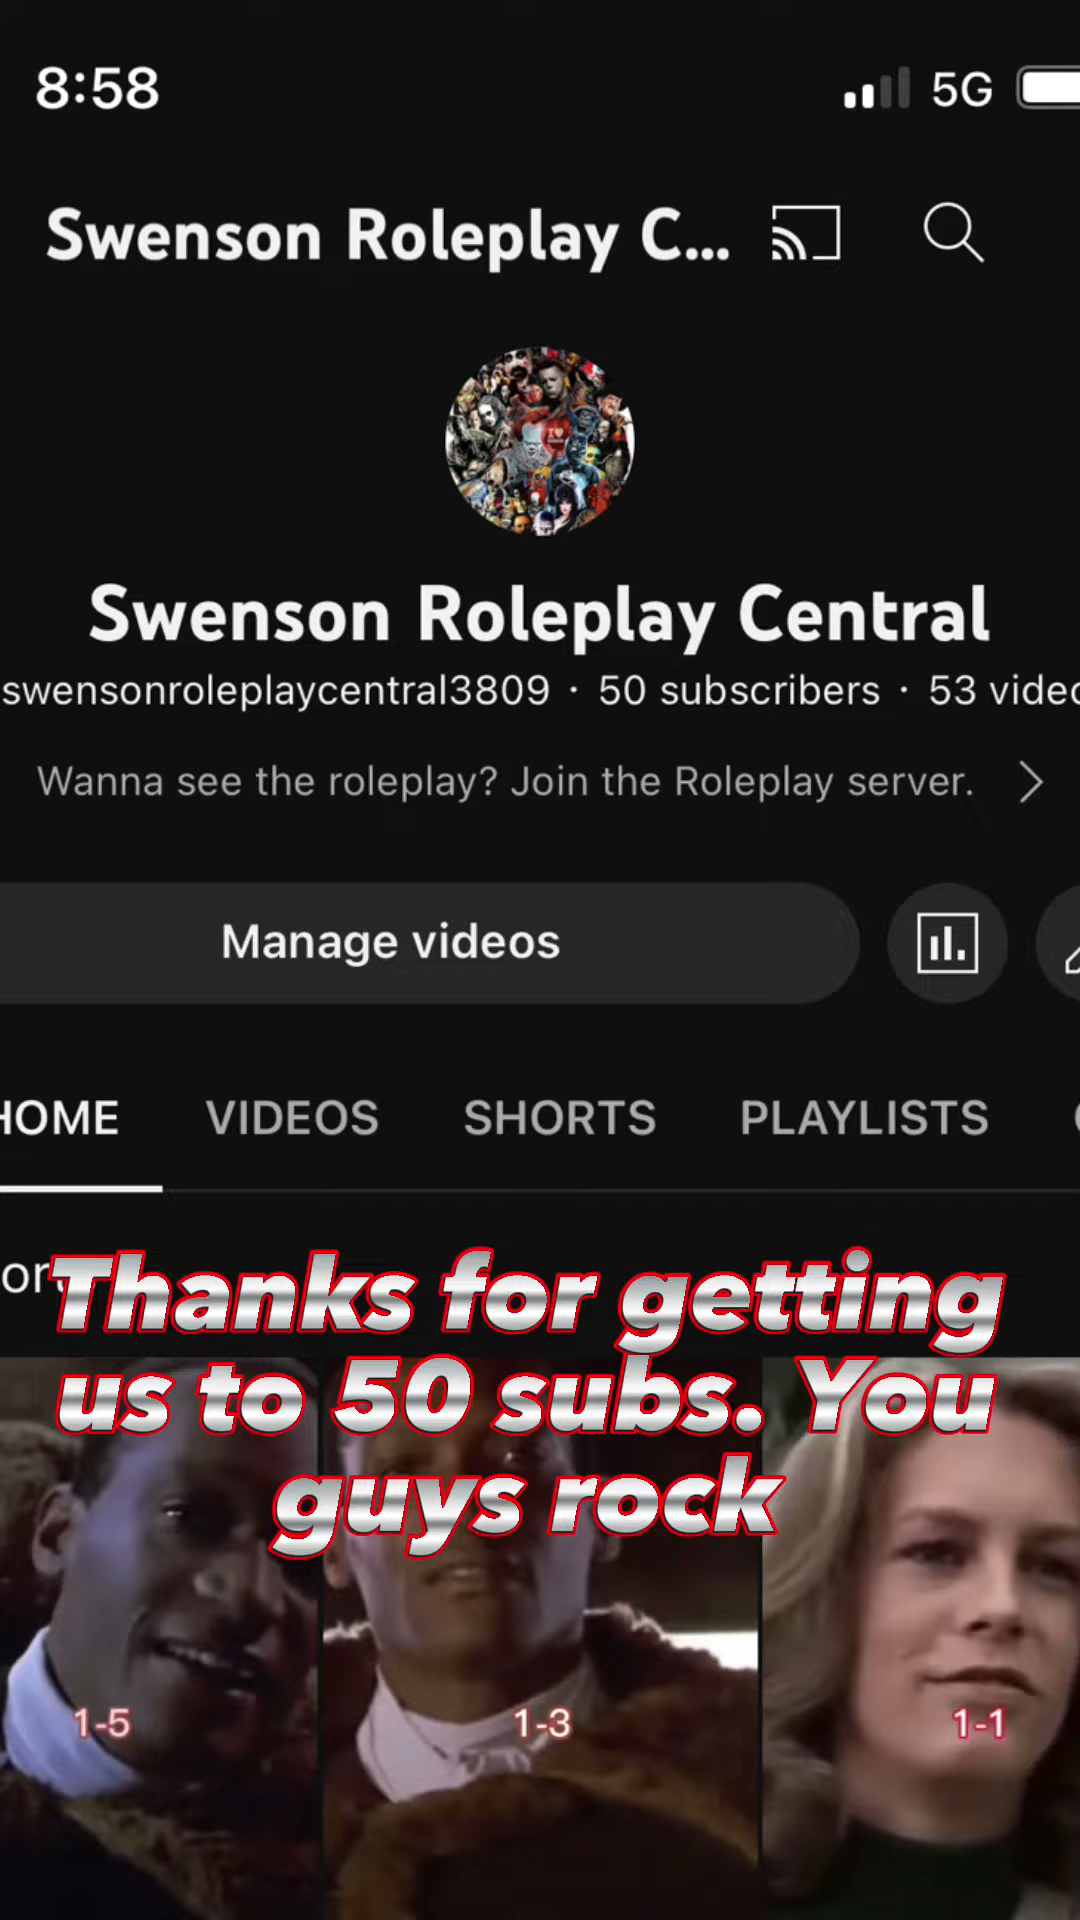 8:58
5G
Swenson Roleplay C...
Swenson Roleplay Central
swensonroleplaycentral3809 · 50 subscribers · 53 videc
Wanna see the roleplay? Join the Roleplay server.
Manage videos
HOME VIDEOS SHORTS PLAYLISTS
Thanks for getting
us to 50 subs. You
guys rock
1-5 1-3 1-1